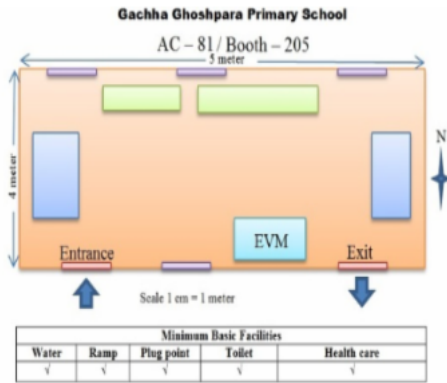 Gachha Ghoshpara Primary School
AC – 81 / Booth – 205
5 meter
4 meter
N
EVM
Entrance
Exit
Scale 1 cm = 1 meter
Minimum Basic Facilities
Water Ramp Plug point Toilet Health care
√ √ √ √ √